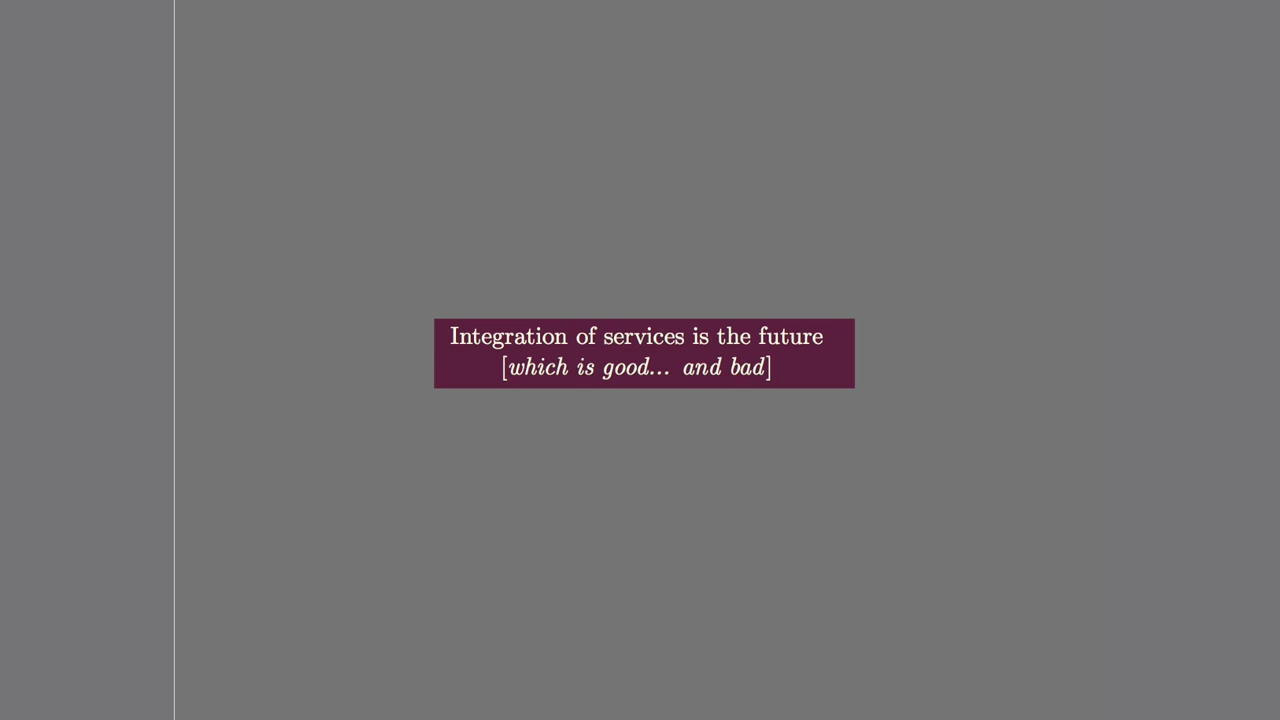 Integration of services is the future
[which is good... and bad]